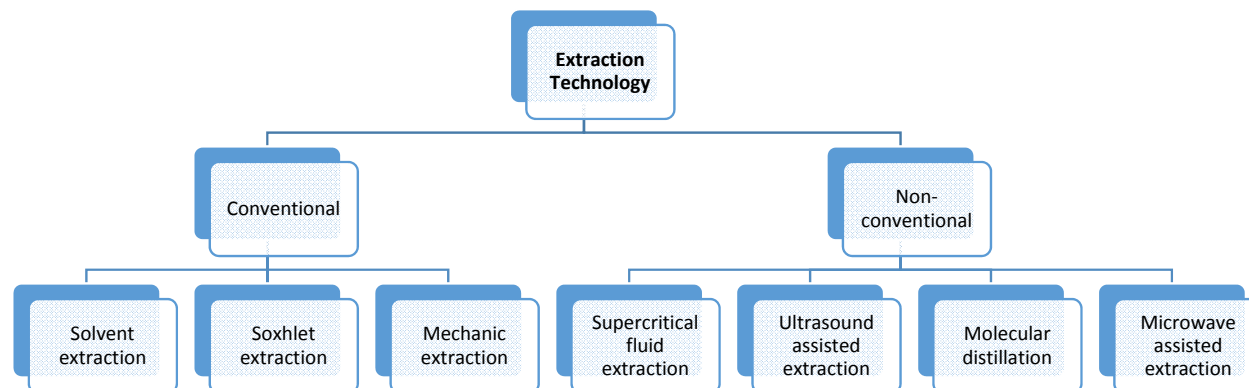 Extraction
Technology
Conventional
Non-
conventional
Solvent
extraction
Soxhlet
extraction
Mechanic
extraction
Supercritical
fluid
extraction
Ultrasound
assisted
extraction
Molecular
distillation
Microwave
assisted
extraction